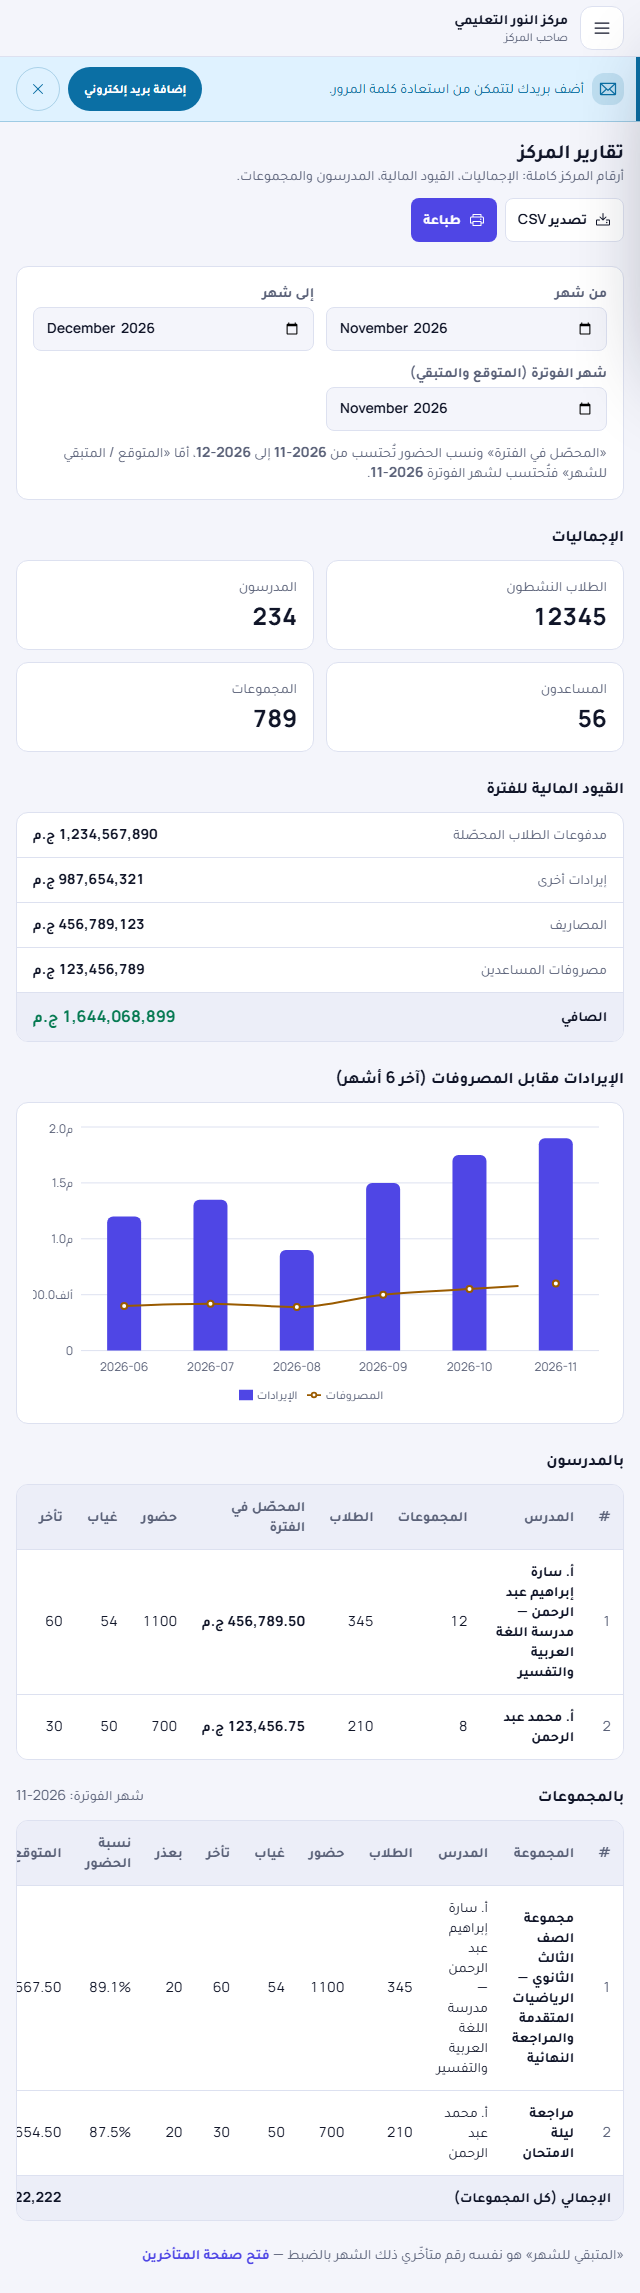 مركز النور التعليمي
صاحب المركز
أضف بريدك لتتمكن من استعادة كلمة المرور.
إضافة بريد إلكتروني
تقارير المركز
أرقام المركز كاملة: الإجماليات، القيود المالية، المدرسون والمجموعات.
تصدير CSV
طباعة
من شهر
إلى شهر
November 2026
December 2026
شهر الفوترة (المتوقع والمتبقي)
November 2026
«المحصّل في الفترة» ونسب الحضور تُحتسب من 2026-11 إلى 2026-12. أمّا «المتوقع / المتبقي
للشهر» فتُحتسب لشهر الفوترة 2026-11.
الإجماليات
الطلاب النشطون
المدرسون
12345
234
المساعدون
المجموعات
56
789
القيود المالية للفترة
مدفوعات الطلاب المحصّلة 1,234,567,890 ج.م
إيرادات أخرى 987,654,321 ج.م
المصاريف 456,789,123 ج.م
مصروفات المساعدين 123,456,789 ج.م
الصافي 1,644,068,899 ج.م
الإيرادات مقابل المصروفات (آخر 6 أشهر)
2.0م
1.5م
1.0م
00.0ألف
0
2026-06 2026-07 2026-08 2026-09 2026-10 2026-11
الإيرادات المصروفات
بالمدرسون
# المدرس المجموعات الطلاب المحصّل في الفترة حضور غياب تأخر
1 أ. سارة إبراهيم عبد الرحمن — مدرسة اللغة العربية والتفسير 12 345 456,789.50 ج.م 1100 54 60
2 أ. محمد عبد الرحمن 8 210 123,456.75 ج.م 700 50 30
بالمجموعات
شهر الفوترة: 2026-11
# المجموعة المدرس الطلاب حضور غياب تأخر بعذر نسبة الحضور المتوقع
1 مجموعة الصف الثالث الثانوي — الرياضيات المتقدمة والمراجعة النهائية أ. سارة إبراهيم عبد الرحمن — مدرسة اللغة العربية والتفسير 345 1100 54 60 20 89.1% 567.50
2 مراجعة ليلة الامتحان أ. محمد عبد الرحمن 210 700 50 30 20 87.5% 654.50
الإجمالي (كل المجموعات) 22,222
«المتبقي للشهر» هو نفسه رقم متأخّري ذلك الشهر بالضبط — فتح صفحة المتأخرين